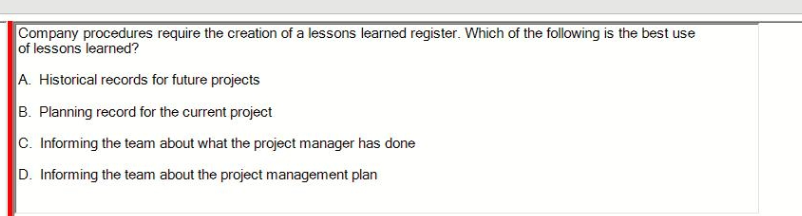 Company procedures require the creation of a lessons learned register. Which of the following is the best use
of lessons learned?
A. Historical records for future projects
B. Planning record for the current project
C. Informing the team about what the project manager has done
D. Informing the team about the project management plan